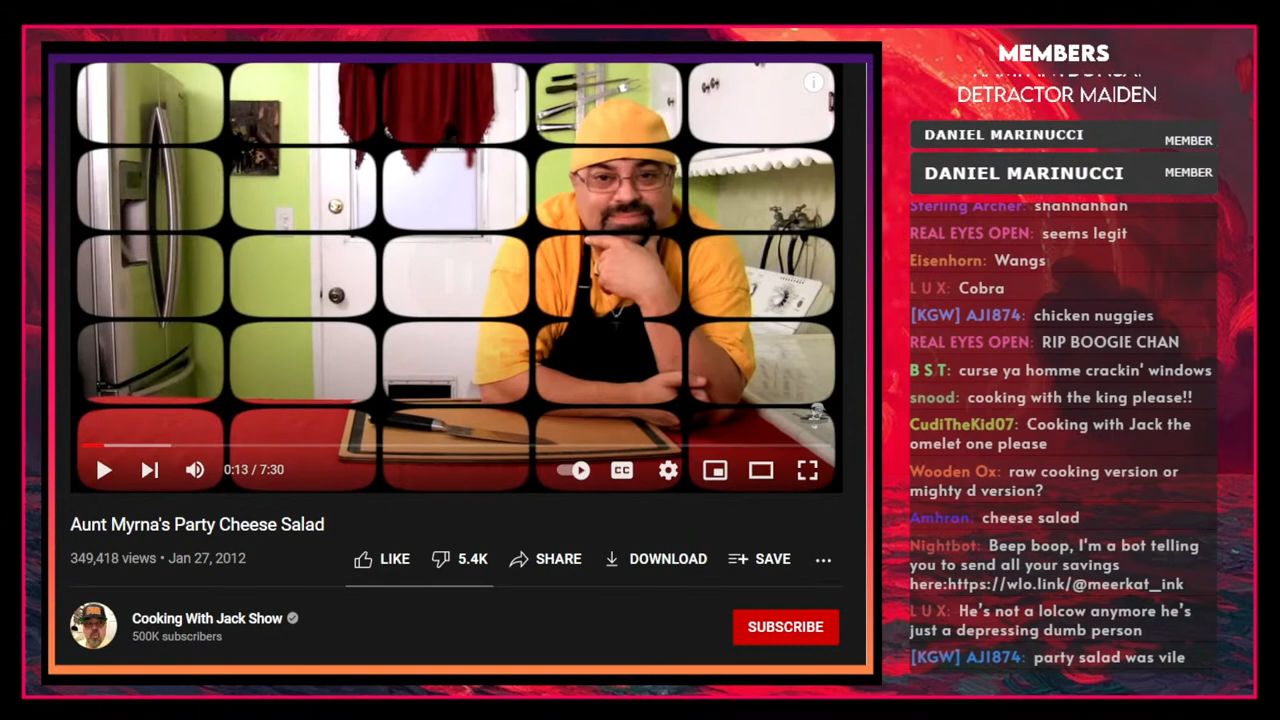 MEMBERS
DETRACTOR MAIDEN
DANIEL MARINUCCI
MEMBER
DANIEL MARINUCCI
MEMBER
Sterling Archer: shahhahhah
REAL EYES OPEN: seems legit
Eisenhorn: Wangs
L U X: Cobra
[KGW] AJ1874: chicken nuggies
REAL EYES OPEN: RIP BOOGIE CHAN
B S T: curse ya homme crackin' windows
snood: cooking with the king please!!
CudiTheKid07: Cooking with Jack the
omelet one please
Wooden Ox: raw cooking version or
mighty d version?
Amhran: cheese salad
Nightbot: Beep boop, I'm a bot telling
you to send all your savings
here:https://wlo.link/@meerkat_ink
L U X: He's not a lolcow anymore he's
just a depressing dumb person
[KGW] AJ1874: party salad was vile
0:13 / 7:30
CC
Aunt Myrna's Party Cheese Salad
349,418 views • Jan 27, 2012
LIKE
5.4K
SHARE
DOWNLOAD
SAVE
Cooking With Jack Show
500K subscribers
SUBSCRIBE